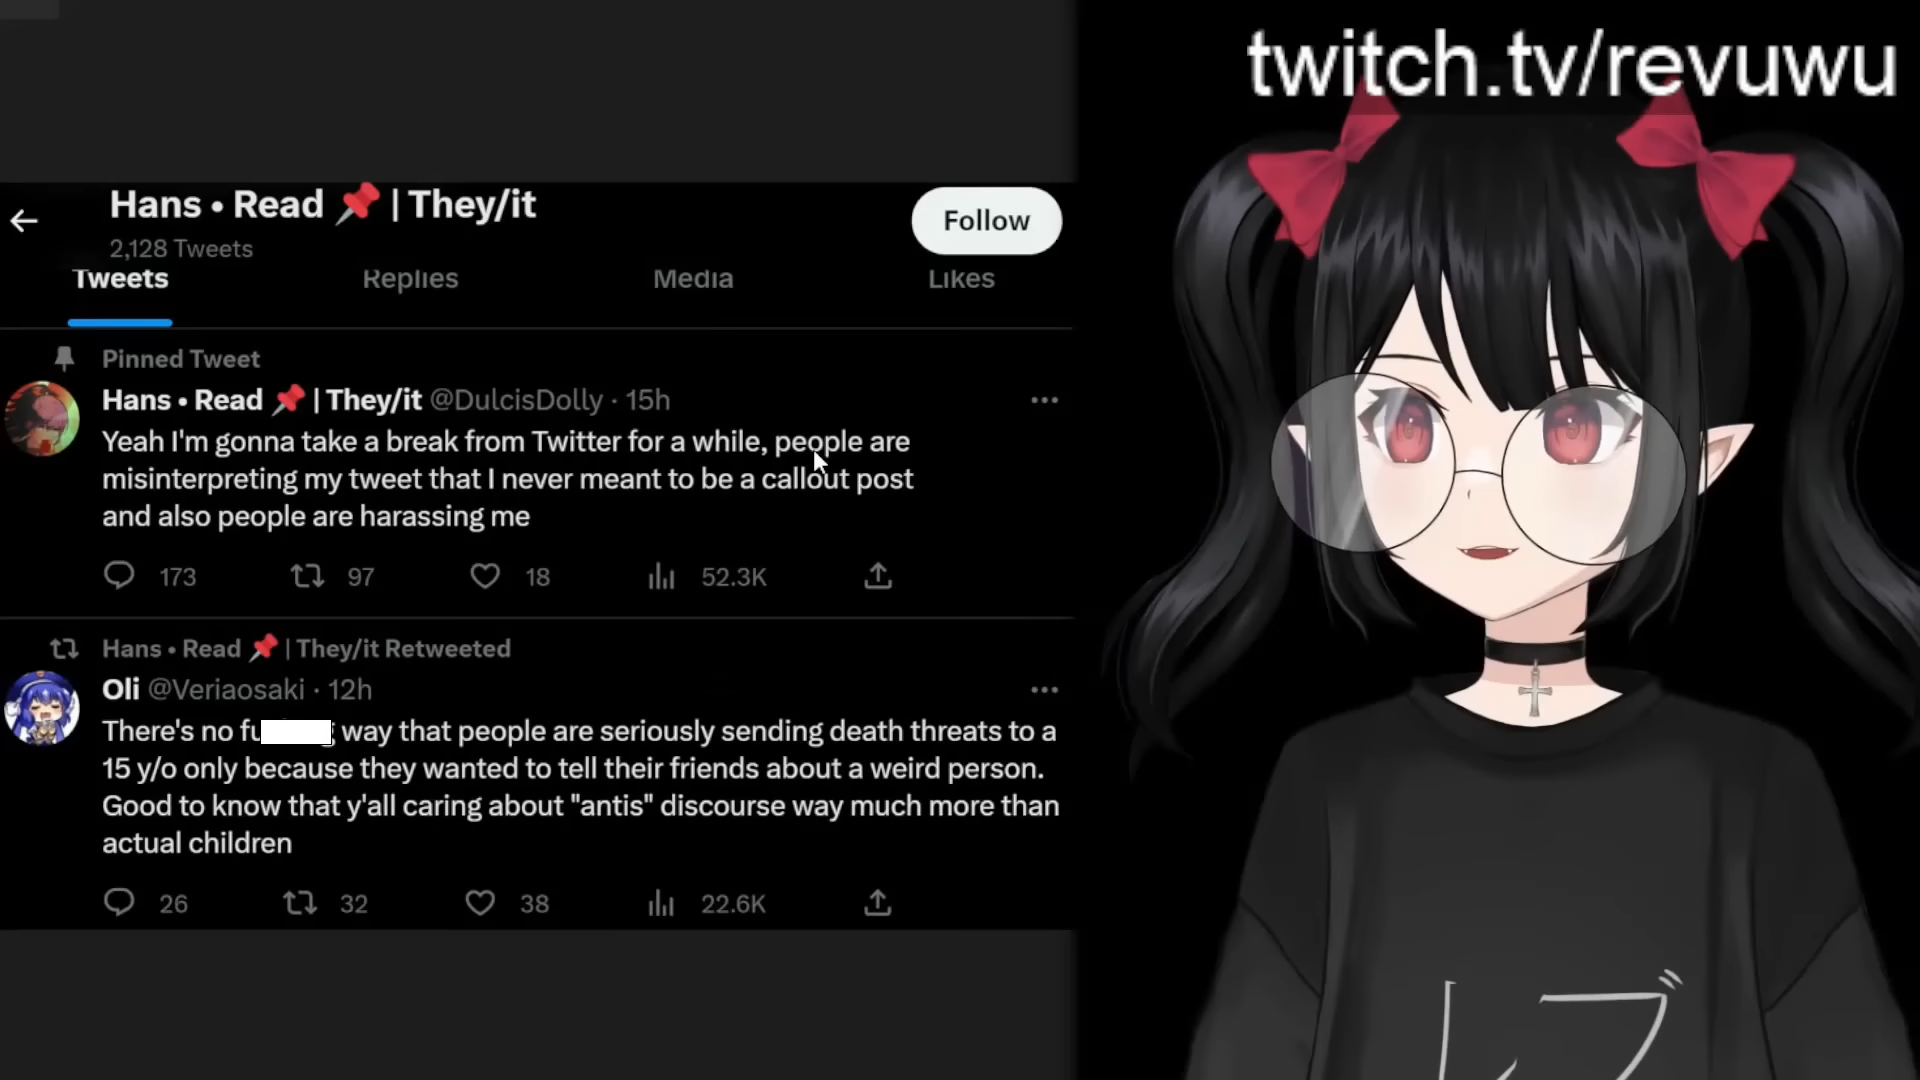 twitch.tv/revuwu
Hans • Read 📌 | They/it
2,128 Tweets
Follow
Tweets Replies Media Likes
Pinned Tweet
Hans • Read 📌 | They/it @DulcisDolly · 15h
Yeah I'm gonna take a break from Twitter for a while, people are
misinterpreting my tweet that I never meant to be a callout post
and also people are harassing me
173 97 18 52.3K
Hans • Read 📌 | They/it Retweeted
Oli @Veriaosaki · 12h
There's no fu way that people are seriously sending death threats to a
15 y/o only because they wanted to tell their friends about a weird person.
Good to know that y'all caring about "antis" discourse way much more than
actual children
26 32 38 22.6K
レブ